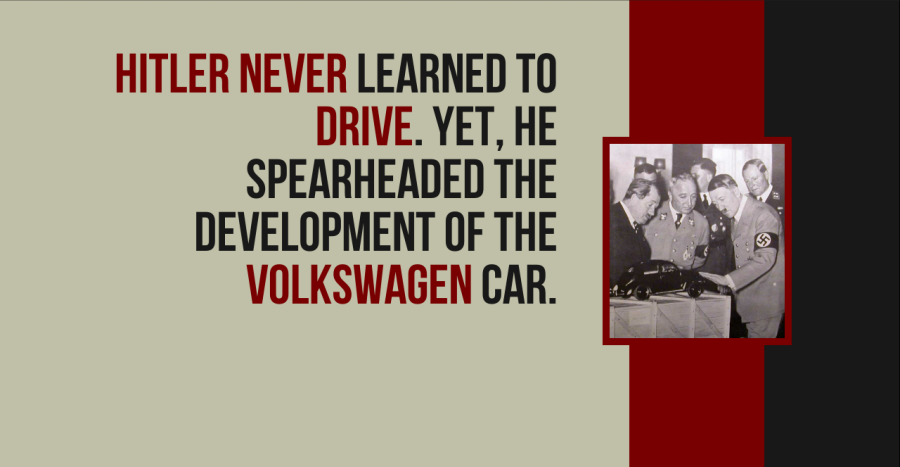 HITLER NEVER LEARNED TO
DRIVE. YET, HE
SPEARHEADED THE
DEVELOPMENT OF THE
VOLKSWAGEN CAR.